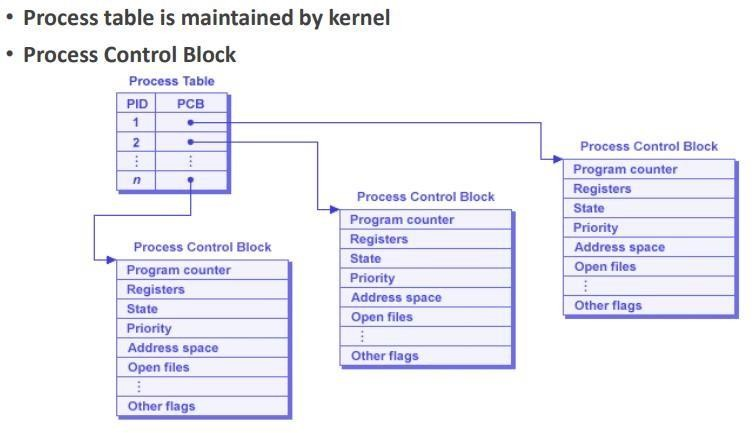 • Process table is maintained by kernel
• Process Control Block
Process Table
PID PCB
1
2
⋮ ⋮
n
Process Control Block
Program counter
Registers
State
Priority
Address space
Open files
⋮
Other flags
Process Control Block
Program counter
Registers
State
Priority
Address space
Open files
⋮
Other flags
Process Control Block
Program counter
Registers
State
Priority
Address space
Open files
⋮
Other flags